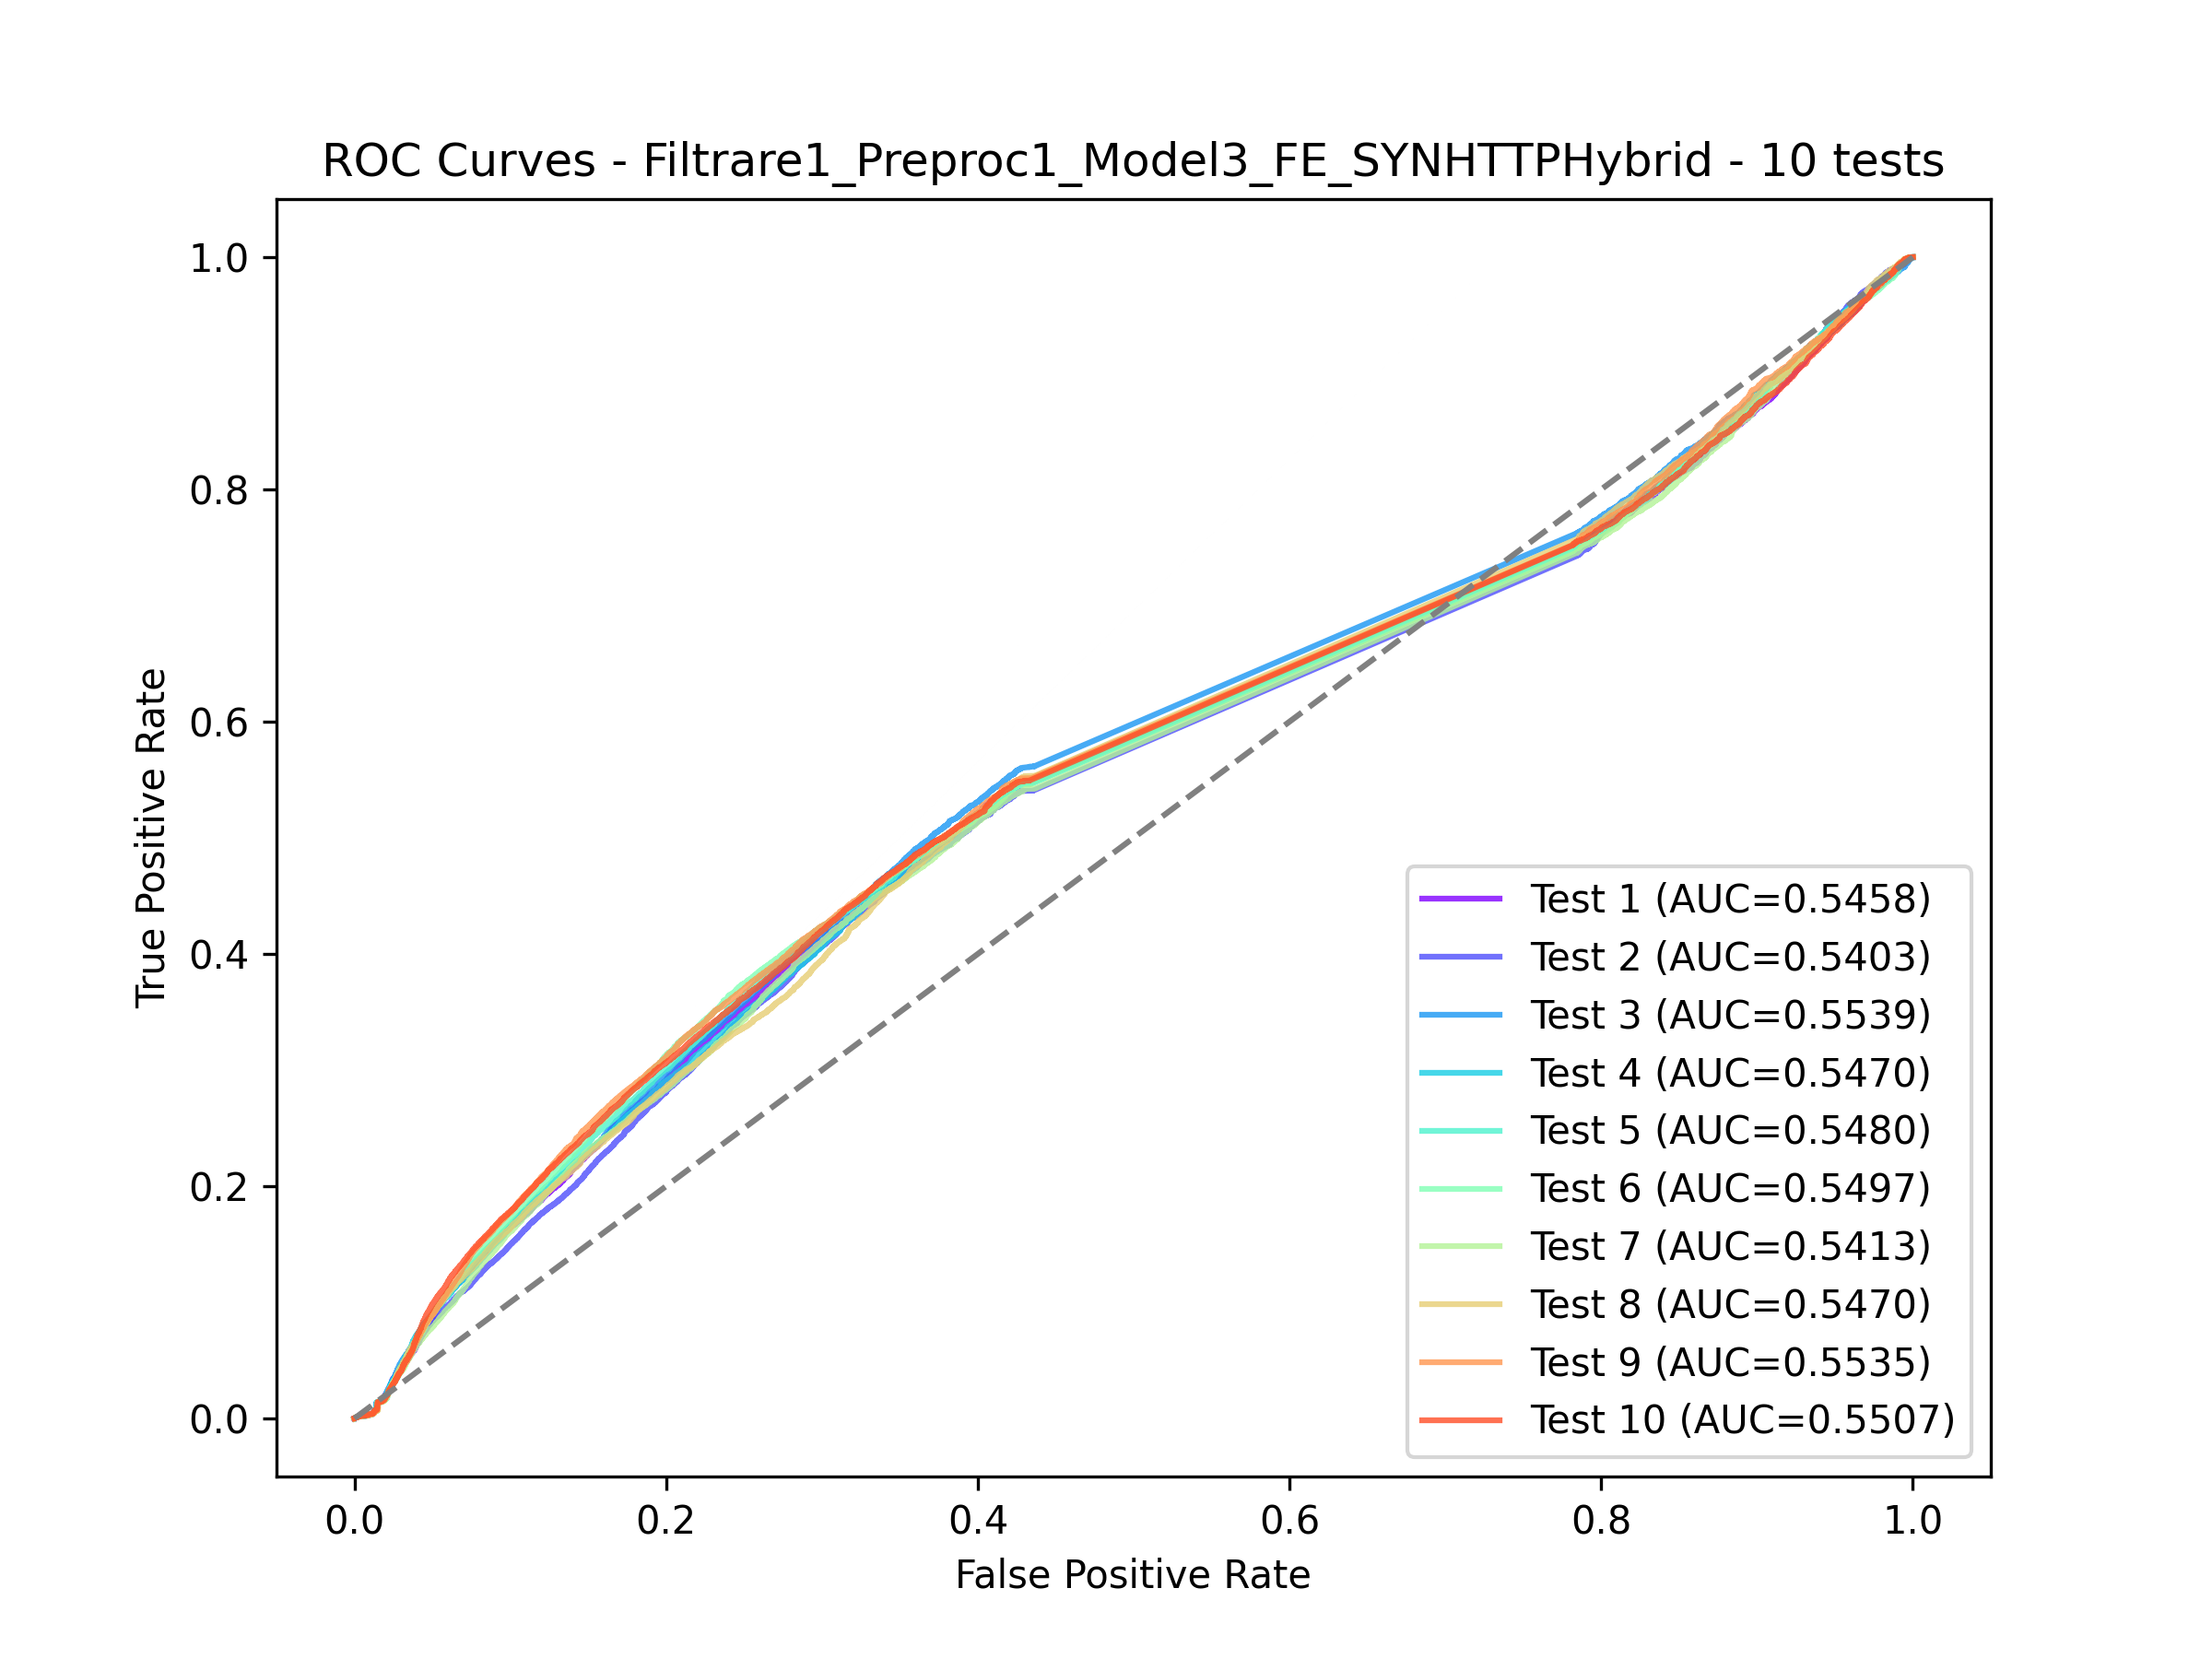 ROC Curves - Filtrare1_Preproc1_Model3_FE_SYNHTTPHybrid - 10 tests
True Positive Rate
1.0
0.8
0.6
0.4
0.2
0.0
Test 1 (AUC=0.5458)
Test 2 (AUC=0.5403)
Test 3 (AUC=0.5539)
Test 4 (AUC=0.5470)
Test 5 (AUC=0.5480)
Test 6 (AUC=0.5497)
Test 7 (AUC=0.5413)
Test 8 (AUC=0.5470)
Test 9 (AUC=0.5535)
Test 10 (AUC=0.5507)
0.0 0.2 0.4 0.6 0.8 1.0
False Positive Rate